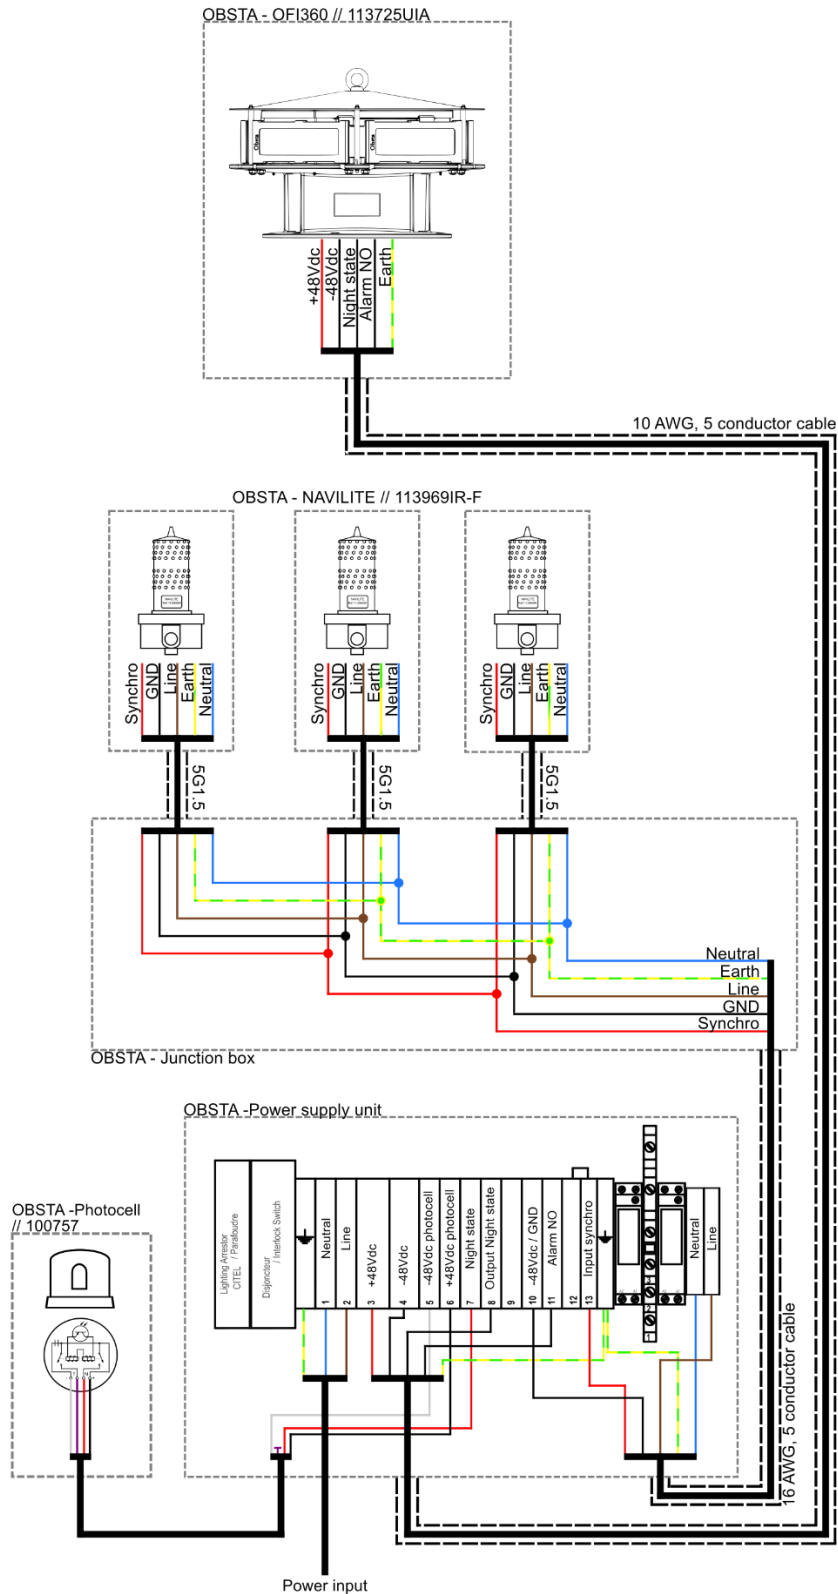 OBSTA - OFI360 // 113725UIA
+48Vdc
-48Vdc
Night state
Alarm NO
Earth
10 AWG, 5 conductor cable
OBSTA - NAVILITE // 113969IR-F
Synchro
GND
Line
Earth
Neutral
Synchro
GND
Line
Earth
Neutral
Synchro
GND
Line
Earth
Neutral
5G1.5
5G1.5
5G1.5
Neutral
Earth
Line
GND
Synchro
OBSTA - Junction box
OBSTA -Power supply unit
Lighting Arrestor
CITEL / Parafoudre
Disjoncteur
/ Interlock Switch
1 Neutral
2 Line
3 +48Vdc
4 -48Vdc
5 -48Vdc photocell
6 +48Vdc photocell
7 Night state
8 Output Night state
9
10 -48Vdc / GND
11 Alarm NO
12
13 Input synchro
Neutral
Line
OBSTA -Photocell
// 100757
16 AWG, 5 conductor cable
Power input